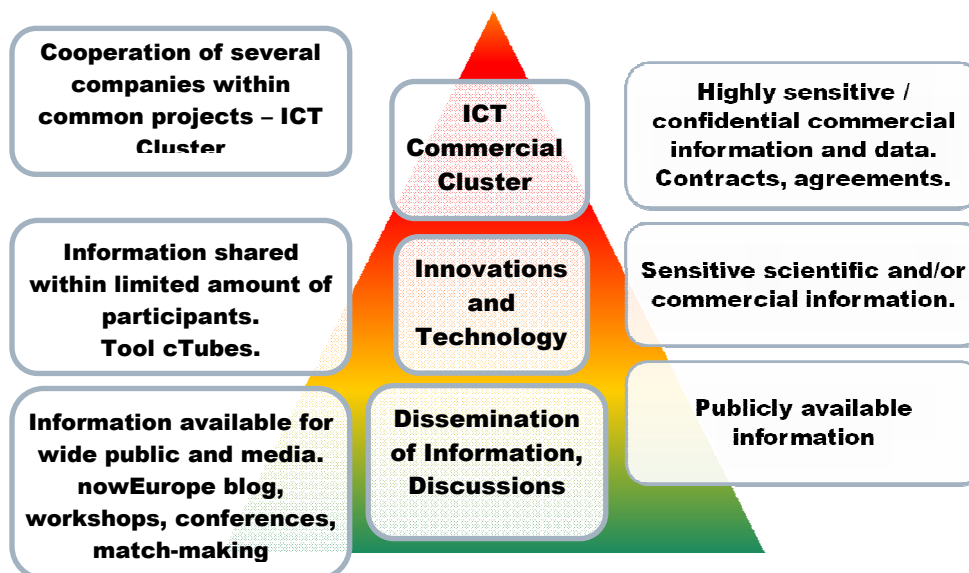 Cooperation of several
companies within
common projects – ICT
Cluster
ICT
Commercial
Cluster
Highly sensitive /
confidential commercial
information and data.
Contracts, agreements.
Information shared
within limited amount of
participants.
Tool cTubes.
Innovations
and
Technology
Sensitive scientific and/or
commercial information.
Information available for
wide public and media.
nowEurope blog,
workshops, conferences,
match-making
Dissemination
of Information,
Discussions
Publicly available
information